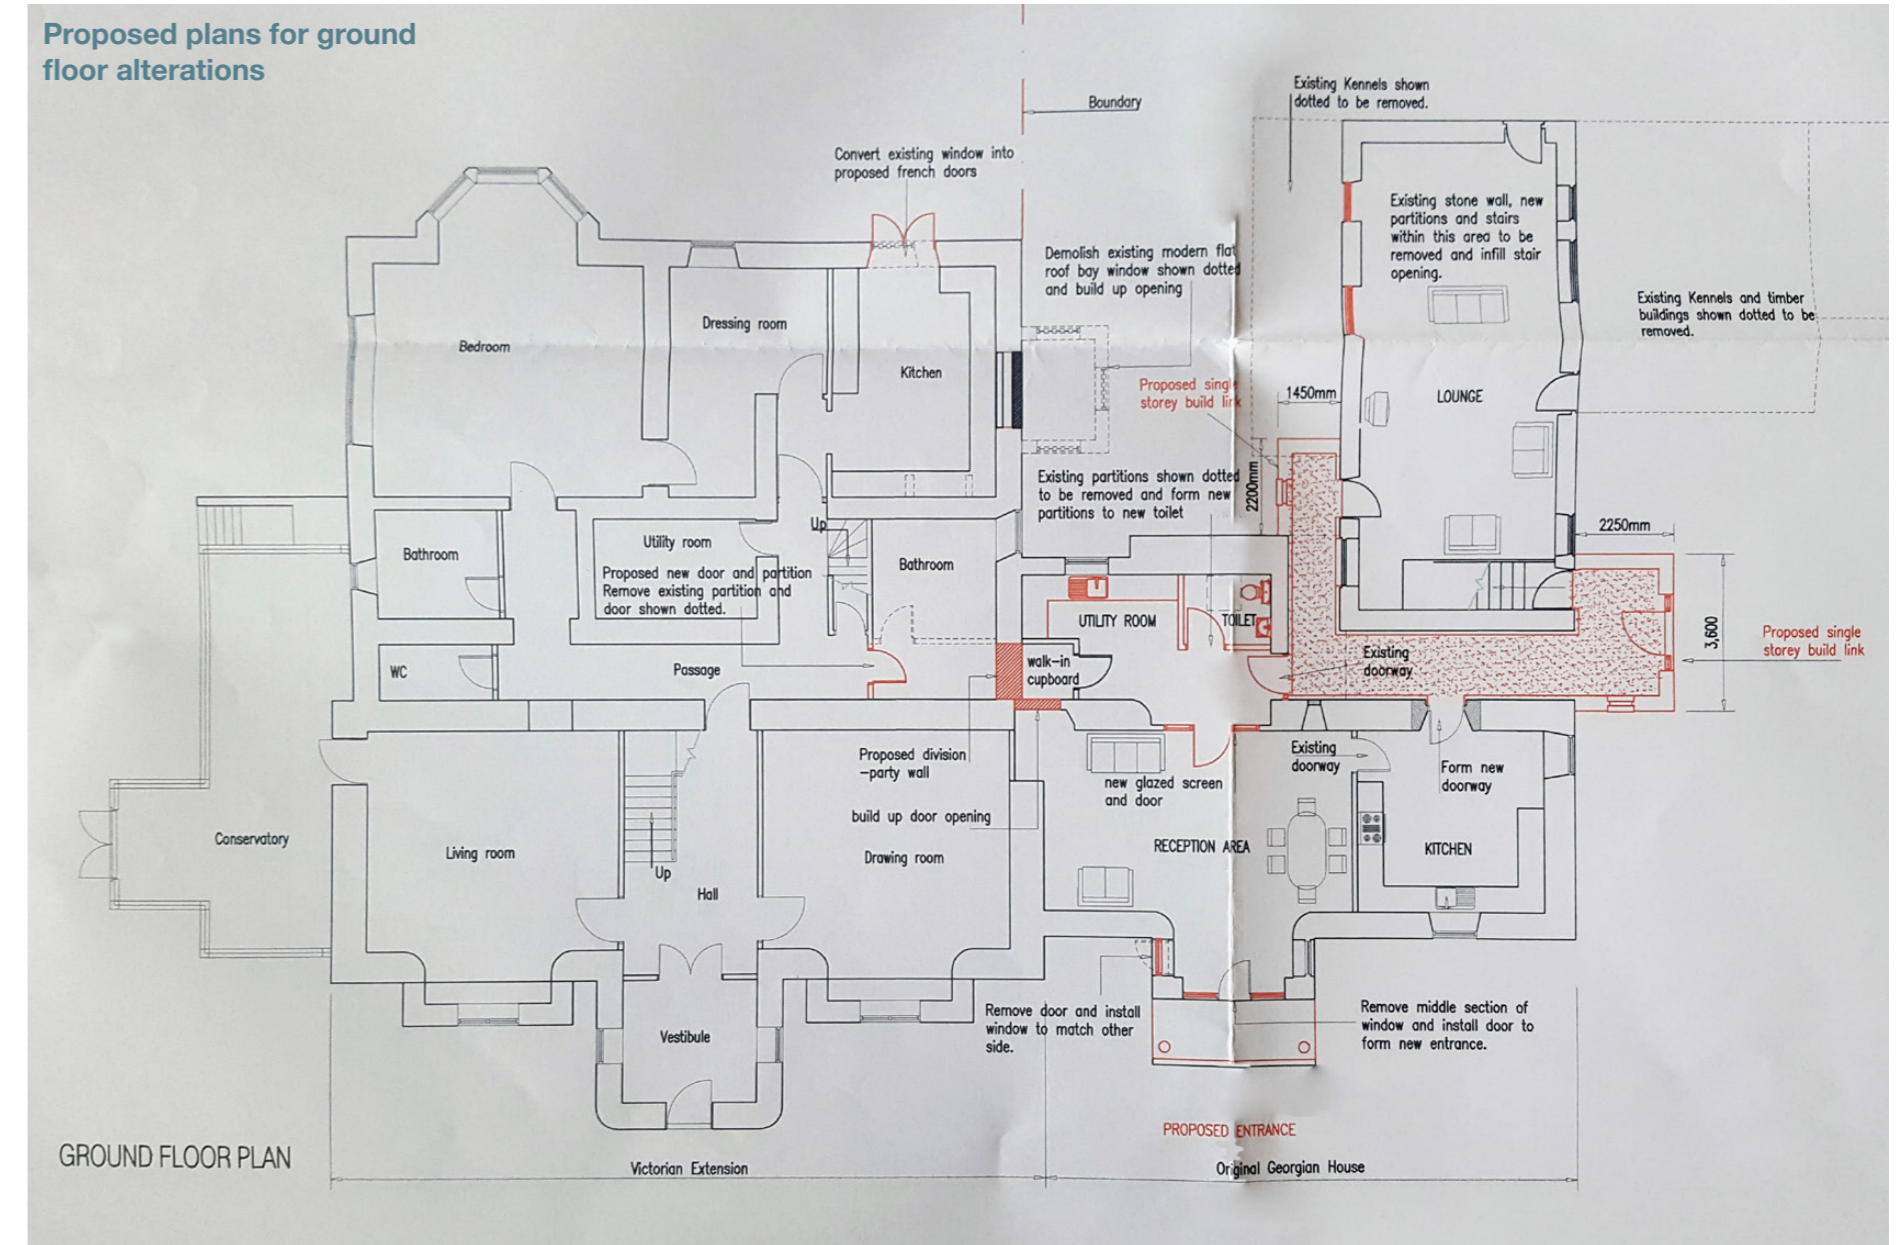 Proposed plans for ground
floor alterations
Boundary
Existing Kennels shown
dotted to be removed.
Convert existing window into
proposed french doors
Existing stone wall, new
partitions and stairs
within this area to be
removed and infill stair
opening.
Demolish existing modern flat
roof bay window shown dotted
and build up opening
Existing Kennels and timber
buildings shown dotted to be
removed.
Bedroom
Dressing room
Kitchen
Proposed single
storey build link
1450mm
LOUNGE
Existing partitions shown dotted
to be removed and form new
partitions to new toilet
2200mm
2250mm
Bathroom
Utility room
Up
Bathroom
Proposed new door and partition
Remove existing partition and
door shown dotted.
UTILITY ROOM
TOILET
3,600
Proposed single
storey build link
WC
Passage
walk-in
cupboard
Existing
doorway
Proposed division
-party wall
build up door opening
new glazed screen
and door
Existing
doorway
Form new
doorway
Conservatory
Living room
Up
Hall
Drawing room
RECEPTION AREA
KITCHEN
Vestibule
Remove door and install
window to match other
side.
Remove middle section of
window and install door to
form new entrance.
PROPOSED ENTRANCE
GROUND FLOOR PLAN
Victorian Extension
Original Georgian House